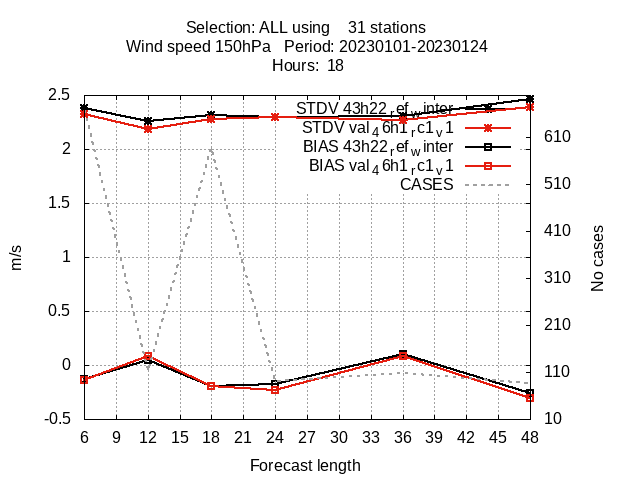 Selection: ALL using    31 stations
Wind speed 150hPa   Period: 20230101-20230124
Hours:  18
STDV 43h22_ref_winter
STDV val_46h1_rc1_v1
BIAS 43h22_ref_winter
BIAS val_46h1_rc1_v1
CASES
2.5
2
1.5
1
0.5
0
-0.5
m/s
610
510
410
310
210
110
10
No cases
6 9 12 15 18 21 24 27 30 33 36 39 42 45 48
Forecast length